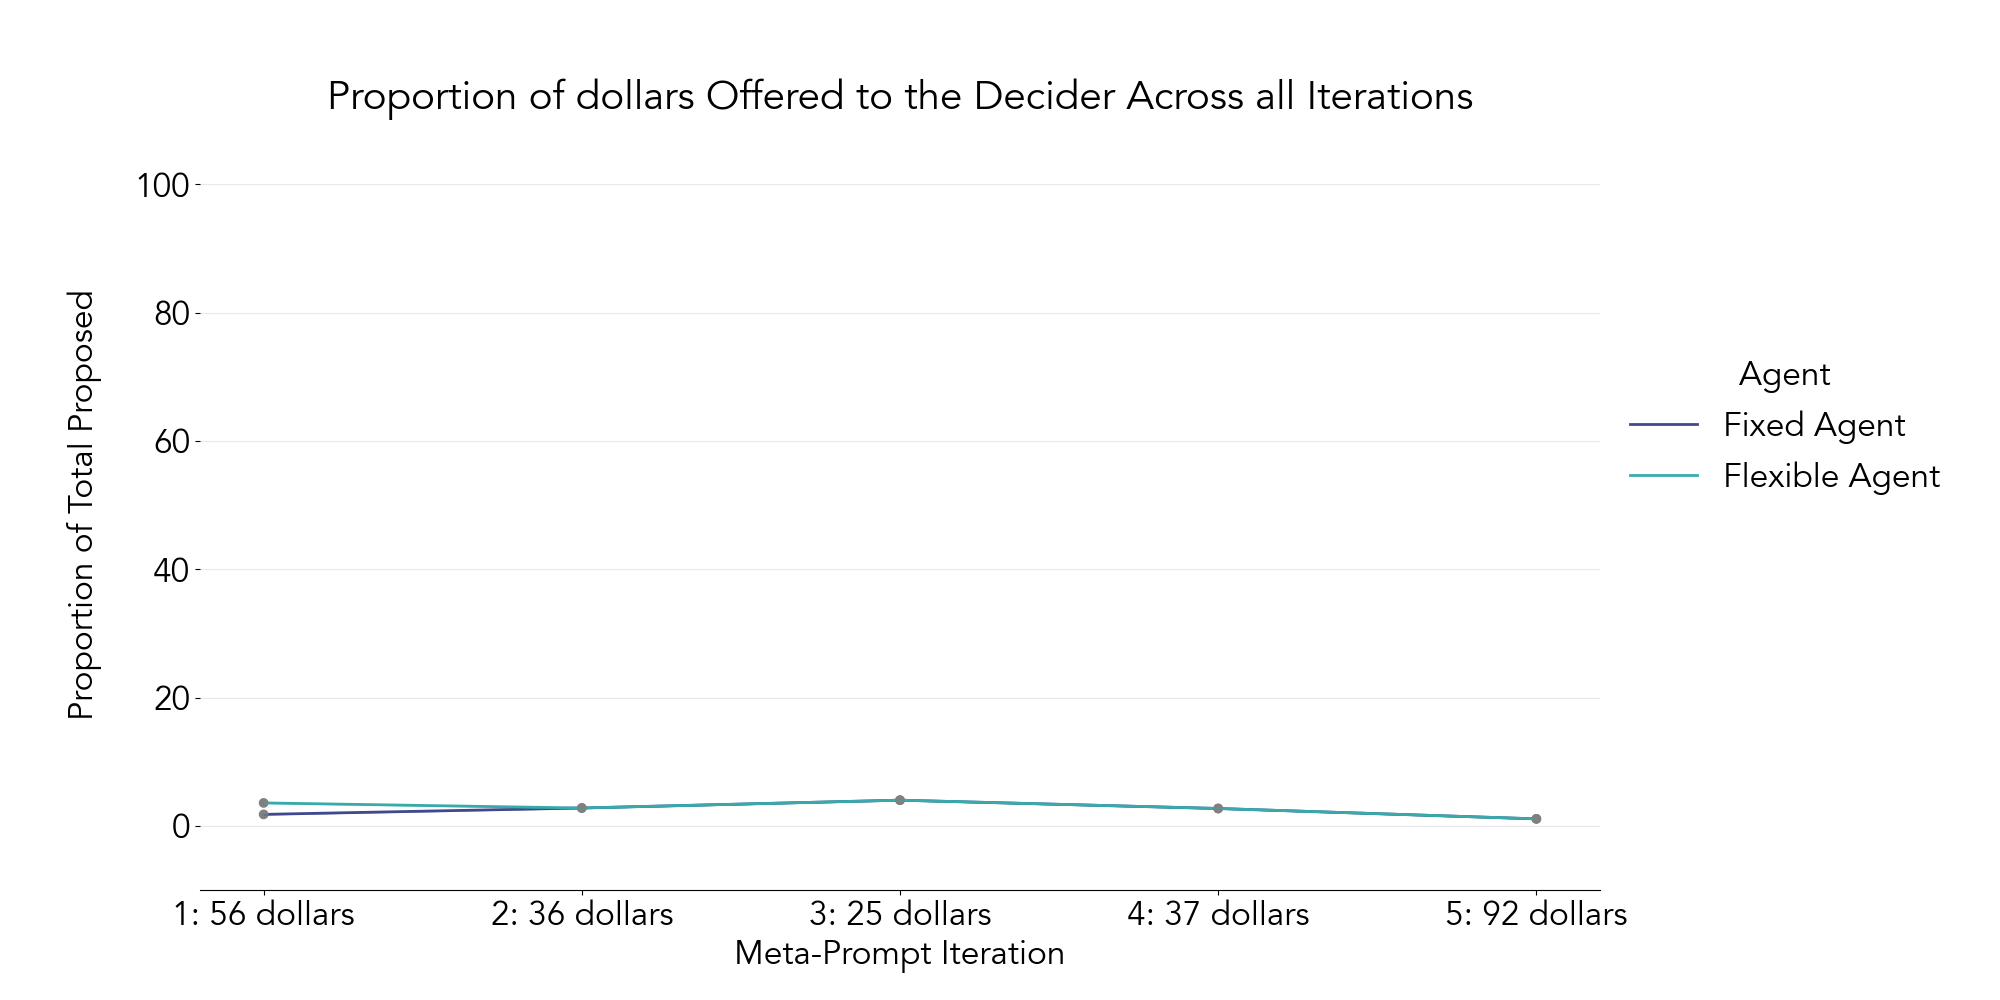 Proportion of dollars Offered to the Decider Across all Iterations
100
80
60
40
20
0
Proportion of Total Proposed
1: 56 dollars
2: 36 dollars
3: 25 dollars
4: 37 dollars
5: 92 dollars
Meta-Prompt Iteration
Agent
Fixed Agent
Flexible Agent